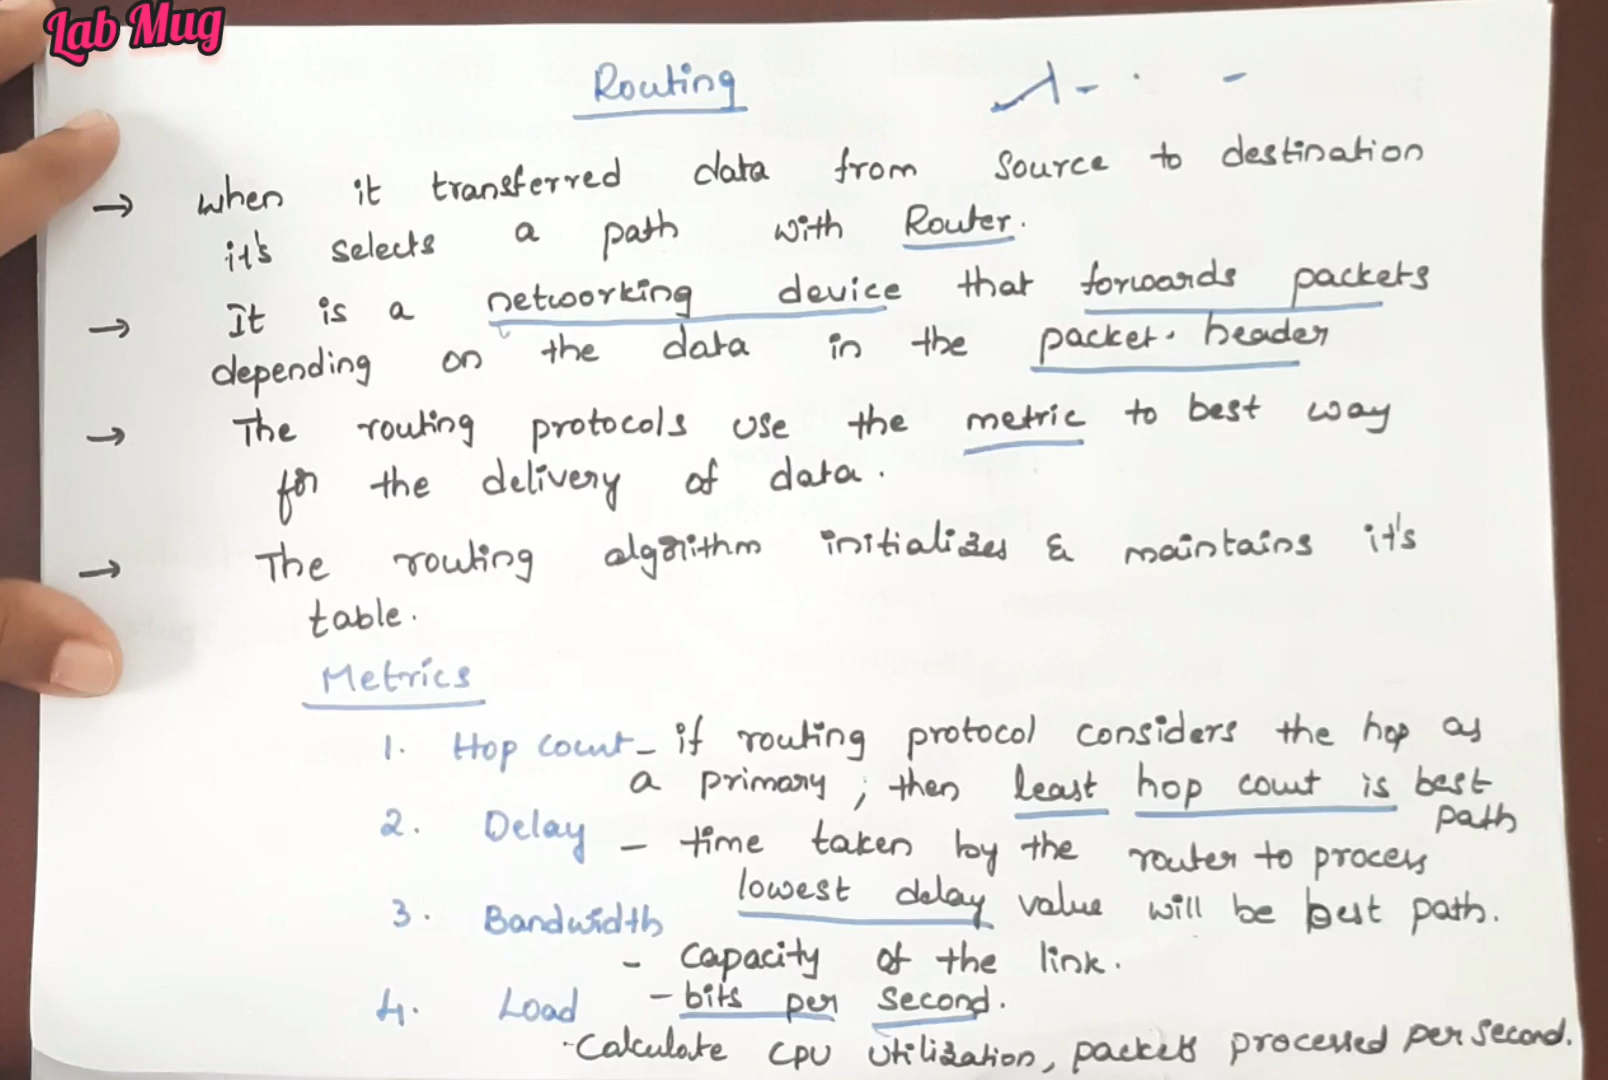 Lab Mug
Routing
→ when it transferred data from source to destination
it's selects a path with Router.
→ It is a networking device that forwards packets
depending on the data in the packet header
→ The routing protocols use the metric to best way
for the delivery of data.
→ The routing algorithm initializes & maintains it's
table.
Metrics
1. Hop count - if routing protocol considers the hop as
a primary, then least hop count is best
path
2. Delay - time taken by the router to process
lowest delay value will be best path.
3. Bandwidth
- Capacity of the link.
- bits per second.
4. Load
- Calculate CPU utilization, packets processed per second.